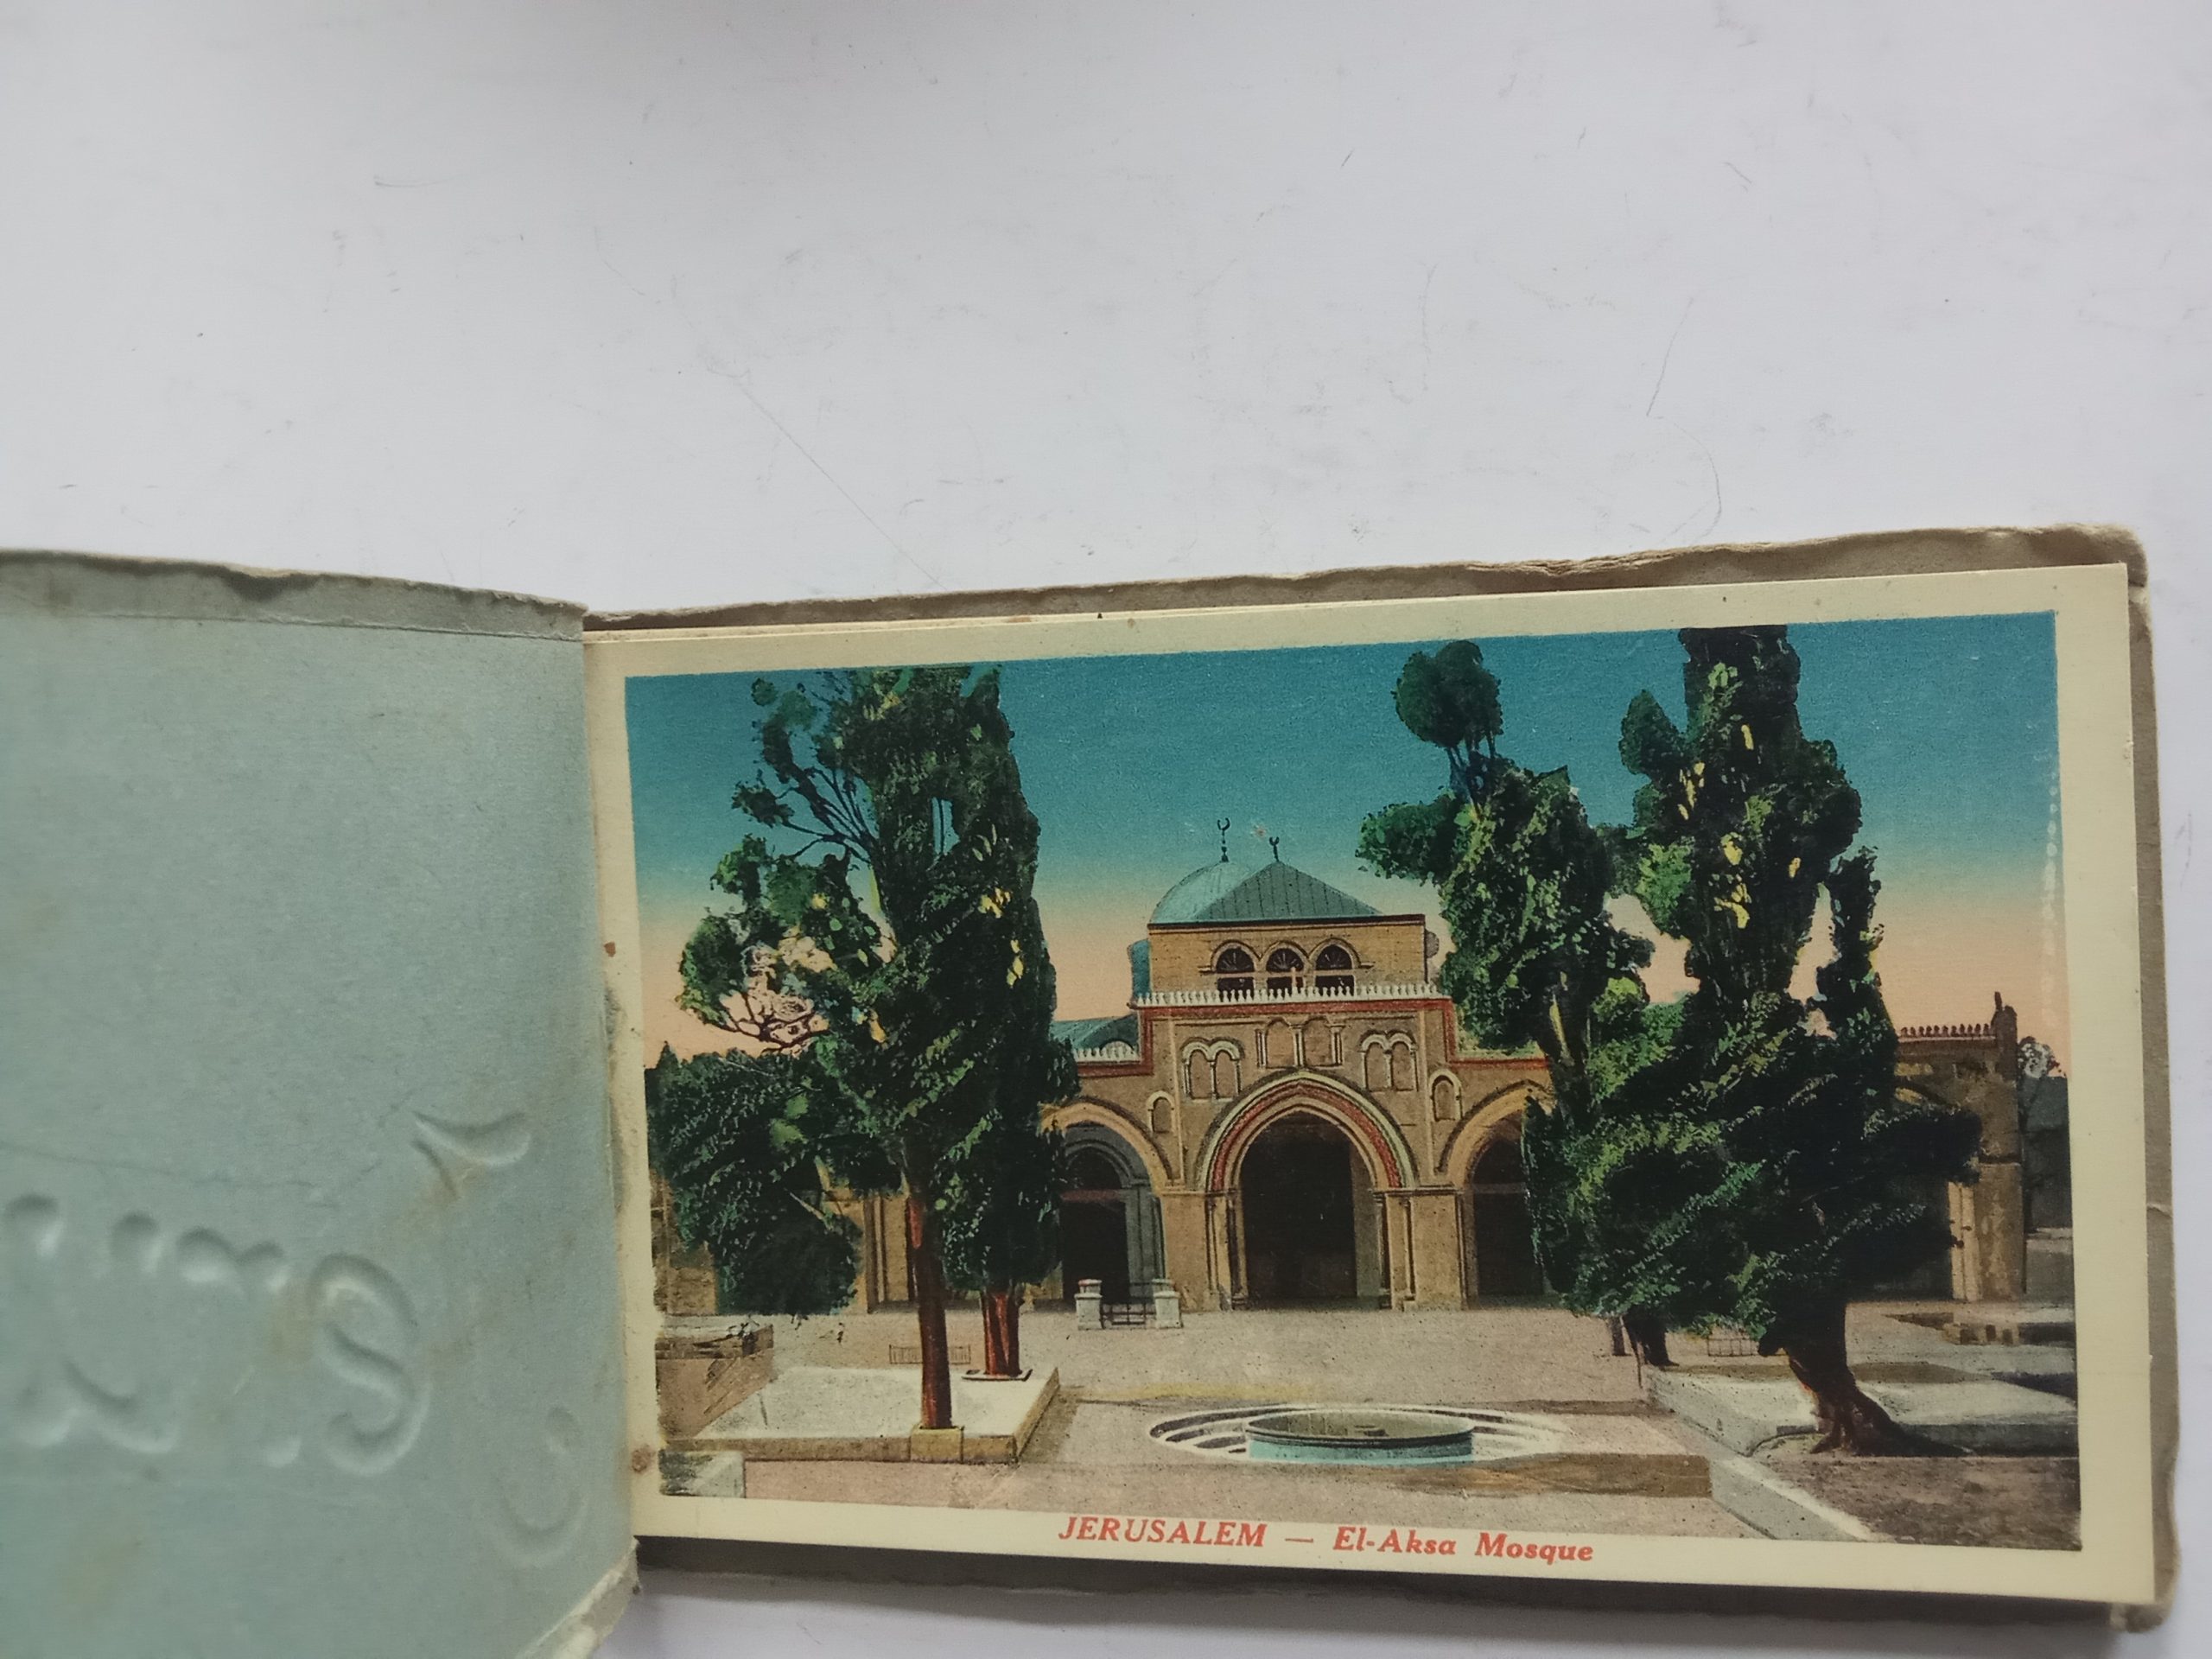 JERUSALEM — El-Aksa Mosque